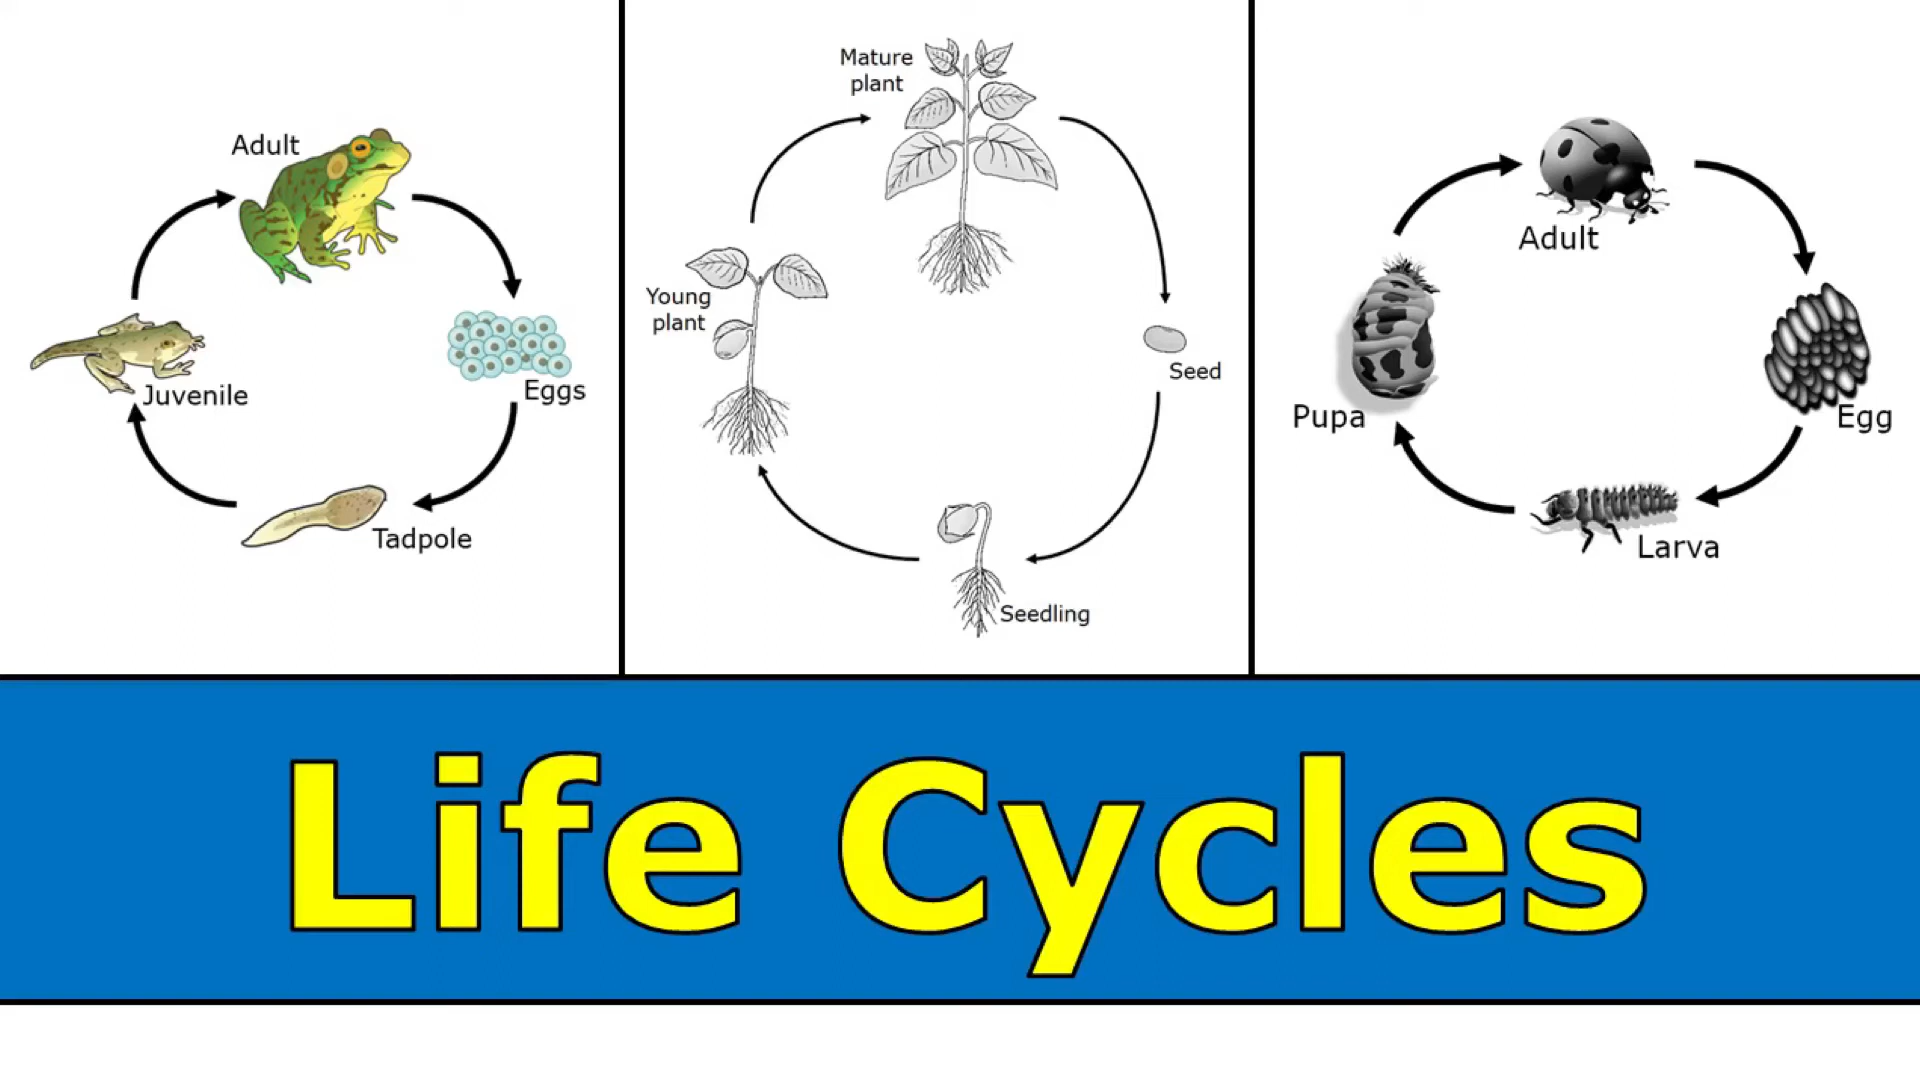 Adult
Eggs
Tadpole
Juvenile
Mature
plant
Seed
Seedling
Young
plant
Adult
Egg
Larva
Pupa
Life Cycles